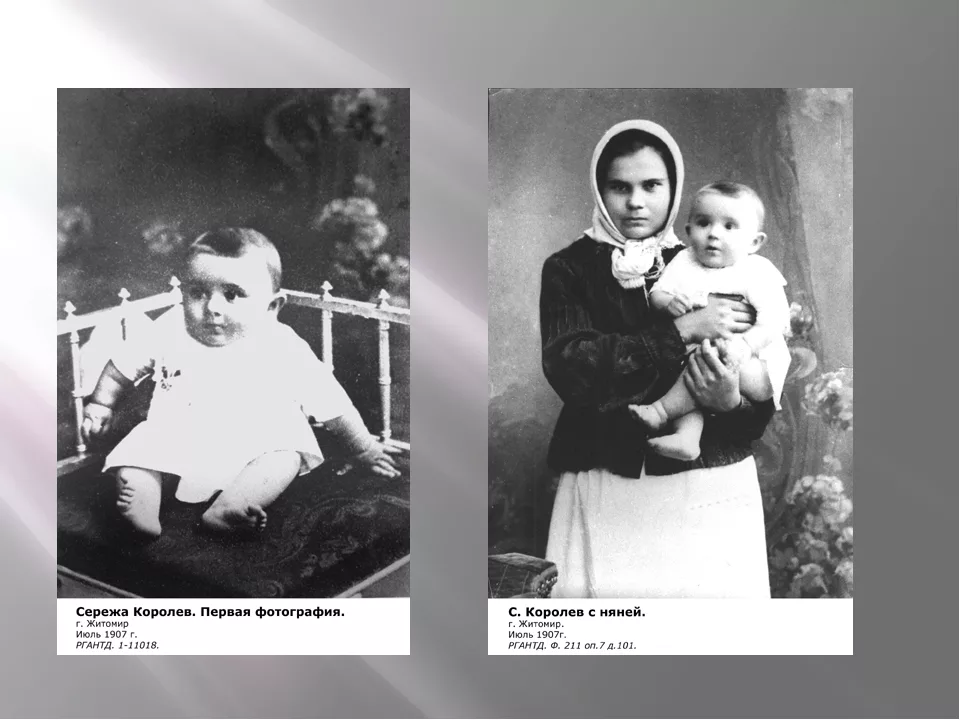 Сережа Королев. Первая фотография.
г. Житомир
Июль 1907 г.
РГАНТД. 1-11018.
С. Королев с няней.
г. Житомир.
Июль 1907г.
РГАНТД. Ф. 211 оп.7 д.101.